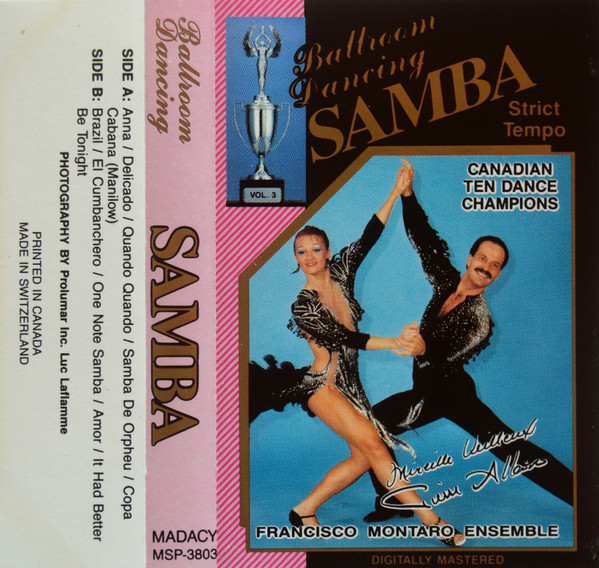 SIDE A: Anna / Delicado / Quando Quando / Samba De Orpheu / Copa
Cabana (Manilow)
SIDE B: Brazil / El Cumbanchero / One Note Samba / Amor / It Had Better
Be Tonight
PHOTOGRAPHY BY Prolumar Inc. Luc Laflamme
PRINTED IN CANADA
MADE IN SWITZERLAND
Ballroom
Dancing
SAMBA
MADACY
MSP-3803
VOL. 3
Ballroom
Dancing
SAMBA
Strict
Tempo
CANADIAN
TEN DANCE
CHAMPIONS
Mireille Veilleux
FRANCISCO MONTARO ENSEMBLE
DIGITALLY MASTERED